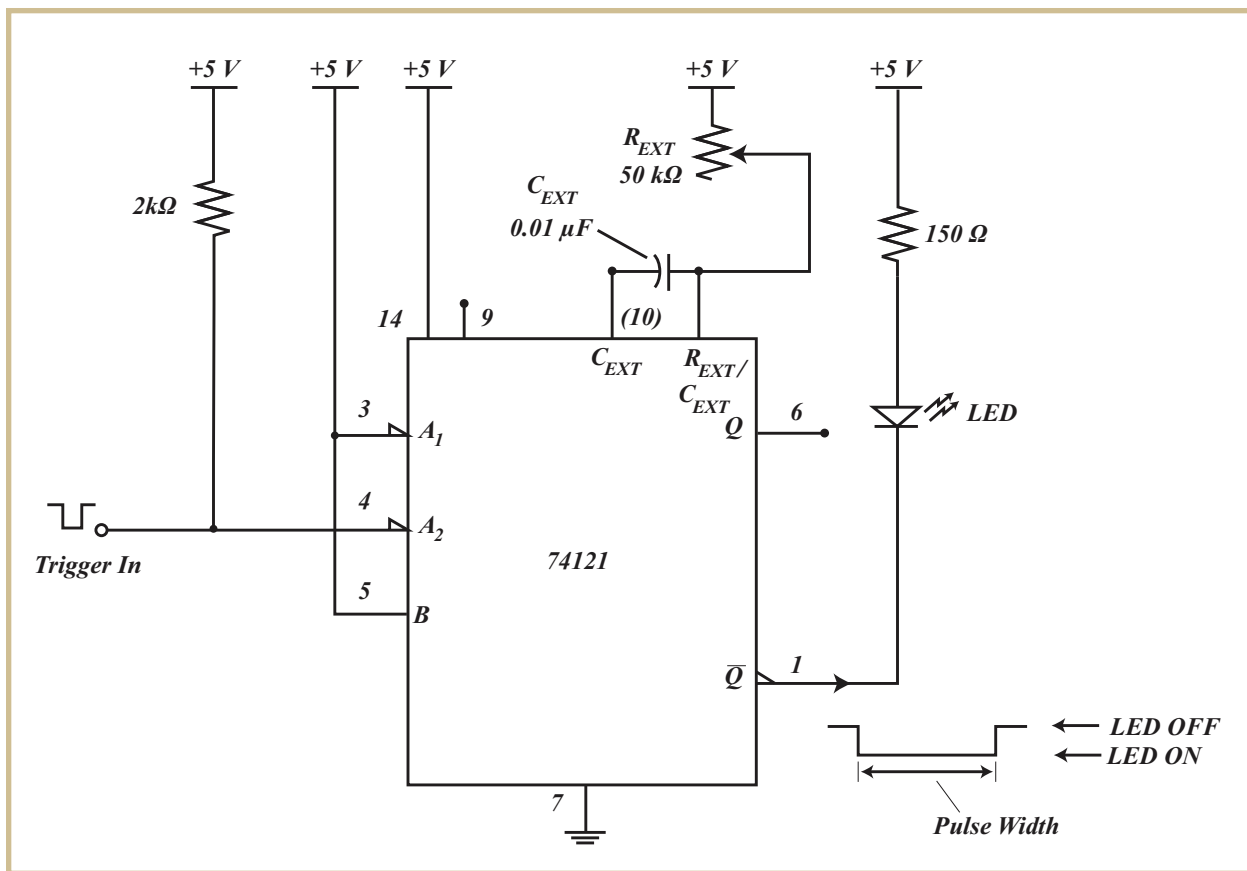 +5 V
+5 V
+5 V
+5 V
+5 V
R_EXT
50 kΩ
C_EXT
0.01 µF
2kΩ
150 Ω
14
9
(10)
C_EXT
R_EXT/
C_EXT
3
A_1
Q
6
LED
4
A_2
Trigger In
74121
5
B
Q̅
1
LED OFF
LED ON
7
Pulse Width